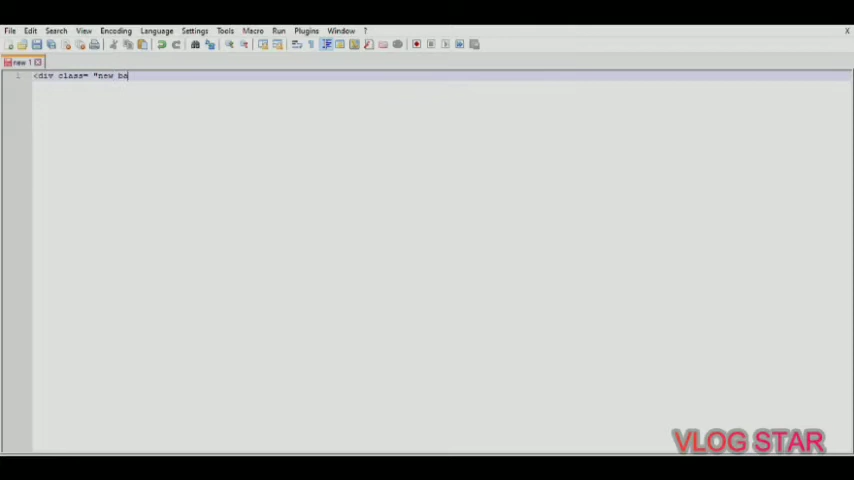 File Edit Search View Encoding Language Settings Tools Macro Run Plugins Window ? X
new 1
1 <div class= "new ba
VLOG STAR